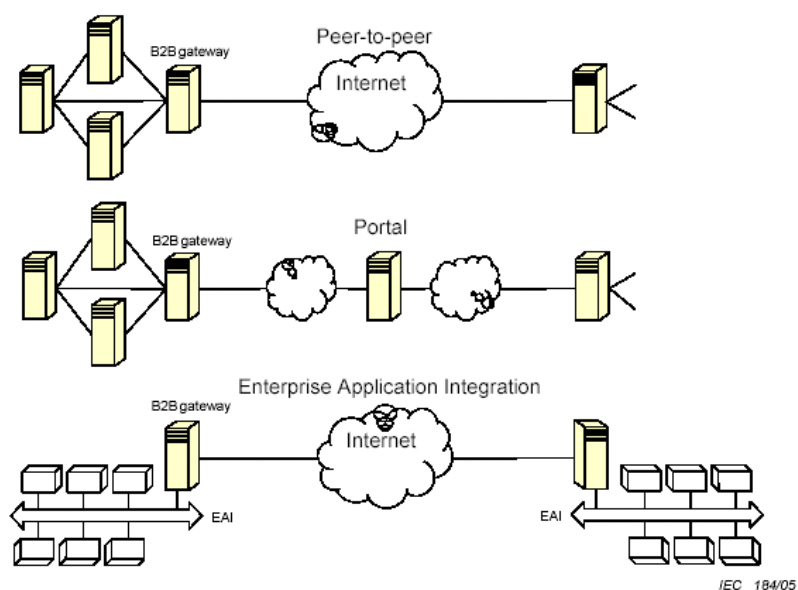 Peer-to-peer
B2B gateway
Internet
Portal
B2B gateway
Enterprise Application Integration
B2B gateway
Internet
EAI
EAI
IEC 184/05